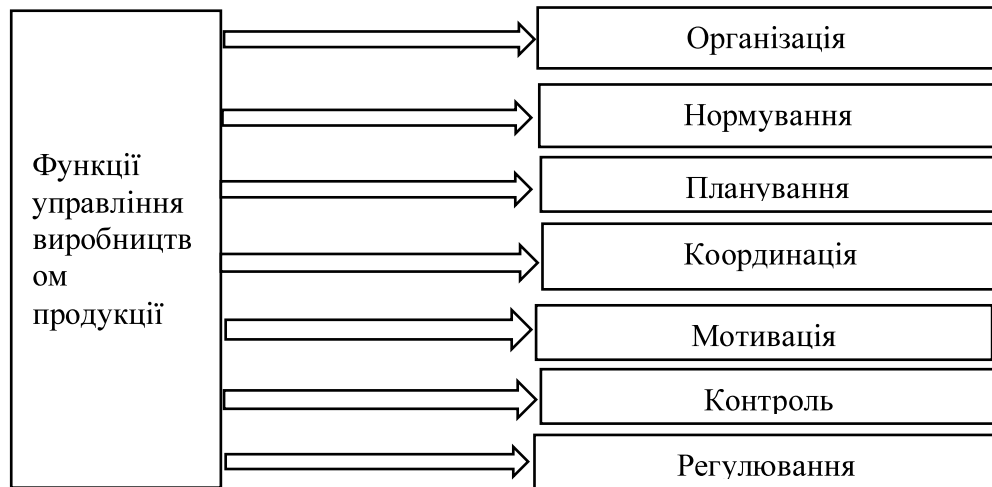 Функції
управління
виробництв
ом
продукції
Організація
Нормування
Планування
Координація
Мотивація
Контроль
Регулювання